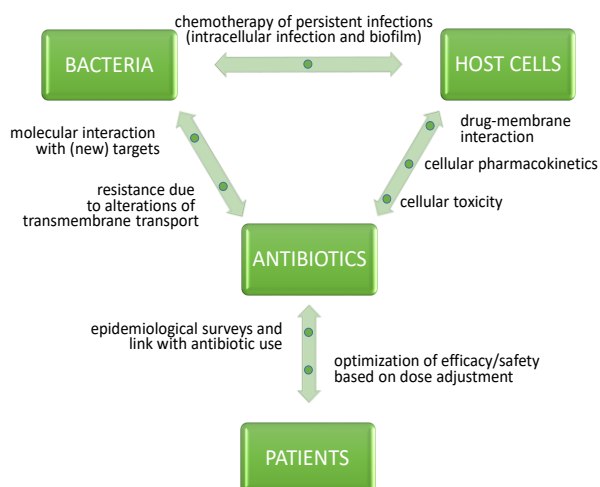 chemotherapy of persistent infections
(intracellular infection and biofilm)
BACTERIA
HOST CELLS
molecular interaction
with (new) targets
drug-membrane
interaction
cellular pharmacokinetics
resistance due
to alterations of
transmembrane transport
cellular toxicity
ANTIBIOTICS
epidemiological surveys and
link with antibiotic use
optimization of efficacy/safety
based on dose adjustment
PATIENTS